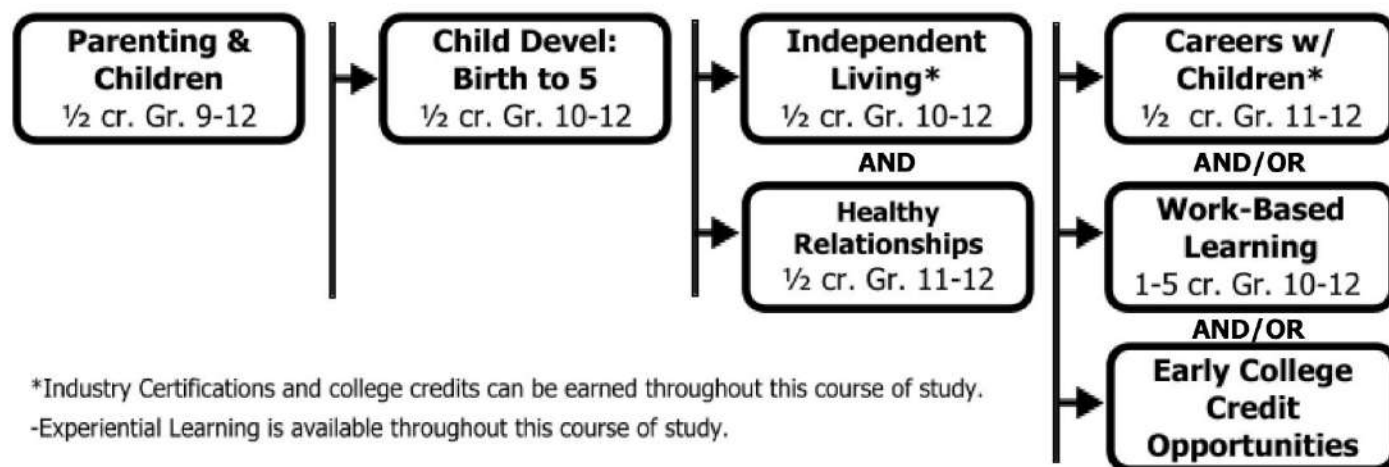 Parenting &
Children
½ cr. Gr. 9-12
Child Devel:
Birth to 5
½ cr. Gr. 10-12
Independent
Living*
½ cr. Gr. 10-12
AND
Healthy
Relationships
½ cr. Gr. 11-12
Careers w/
Children*
½ cr. Gr. 11-12
AND/OR
Work-Based
Learning
1-5 cr. Gr. 10-12
AND/OR
Early College
Credit
Opportunities
*Industry Certifications and college credits can be earned throughout this course of study.
-Experiential Learning is available throughout this course of study.